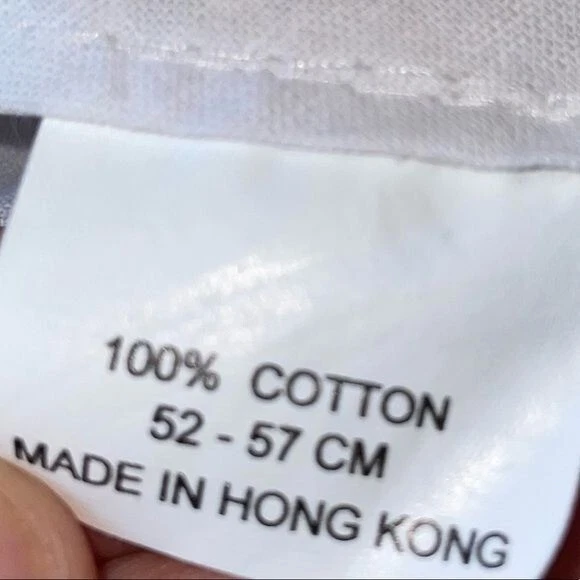 100% COTTON
52 - 57 CM
MADE IN HONG KONG